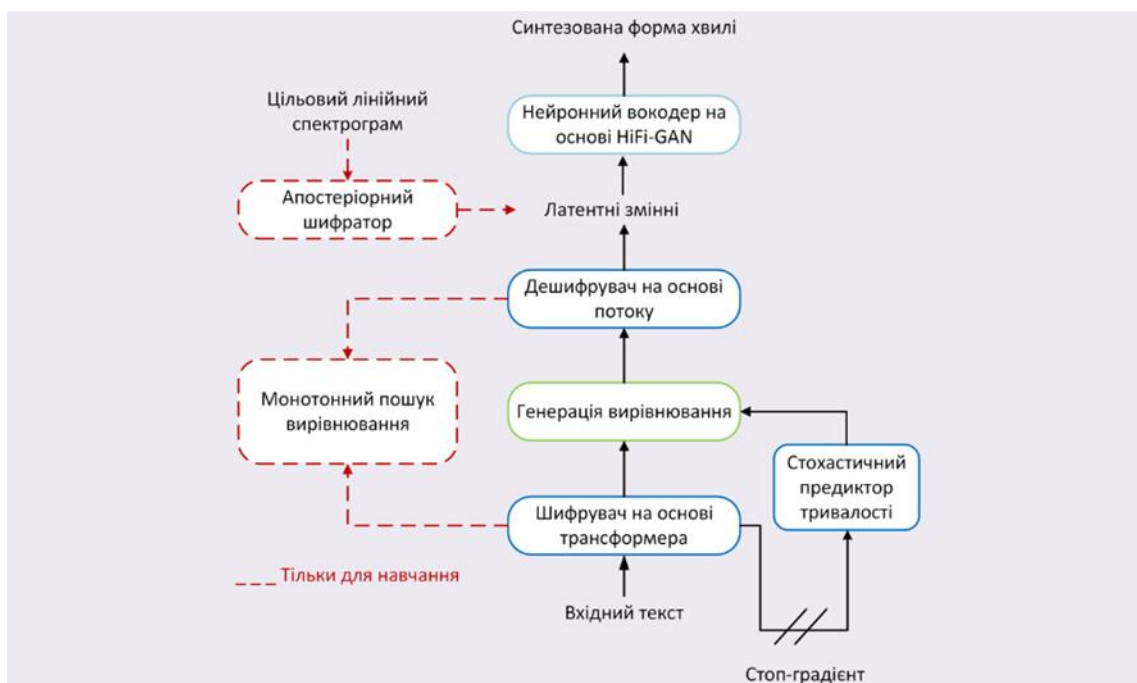 Синтезована форма хвилі
Цільовий лінійний
спектрограм
Нейронний вокодер на
основі HiFi-GAN
Апостеріорний
шифратор
Латентні змінні
Дешифрувач на основі
потоку
Монотонний пошук
вирівнювання
Генерація вирівнювання
Стохастичний
предиктор
тривалості
Шифрувач на основі
трансформера
Тільки для навчання
Вхідний текст
Стоп-градієнт